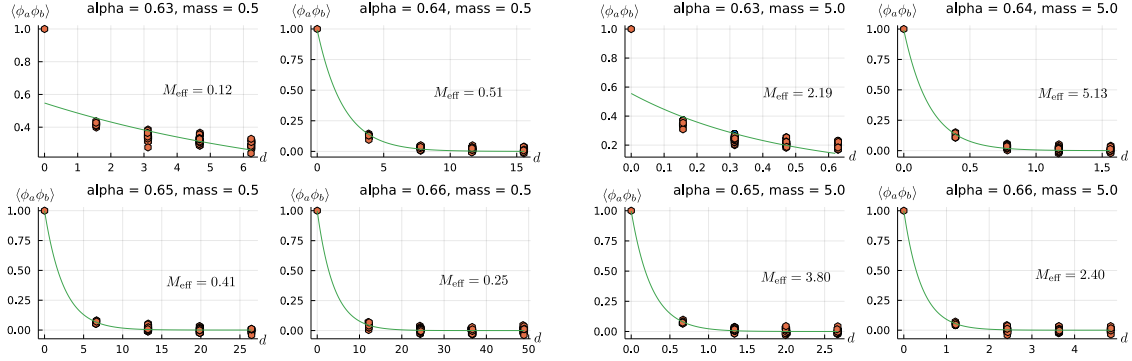 alpha = 0.63, mass = 0.5
⟨ϕₐϕ_b⟩
1.0
0.8
0.6
0.4
M_eff = 0.12
0 1 2 3 4 5 6 d
alpha = 0.64, mass = 0.5
⟨ϕₐϕ_b⟩
1.00
0.75
0.50
0.25
0.00
M_eff = 0.51
0 5 10 15 d
alpha = 0.65, mass = 0.5
⟨ϕₐϕ_b⟩
1.00
0.75
0.50
0.25
0.00
M_eff = 0.41
0 5 10 15 20 25 d
alpha = 0.66, mass = 0.5
⟨ϕₐϕ_b⟩
1.00
0.75
0.50
0.25
0.00
M_eff = 0.25
0 10 20 30 40 50 d
alpha = 0.63, mass = 5.0
⟨ϕₐϕ_b⟩
1.0
0.8
0.6
0.4
0.2
M_eff = 2.19
0.0 0.1 0.2 0.3 0.4 0.5 0.6 d
alpha = 0.64, mass = 5.0
⟨ϕₐϕ_b⟩
1.00
0.75
0.50
0.25
0.00
M_eff = 5.13
0.0 0.5 1.0 1.5 d
alpha = 0.65, mass = 5.0
⟨ϕₐϕ_b⟩
1.00
0.75
0.50
0.25
0.00
M_eff = 3.80
0.0 0.5 1.0 1.5 2.0 2.5 d
alpha = 0.66, mass = 5.0
⟨ϕₐϕ_b⟩
1.00
0.75
0.50
0.25
0.00
M_eff = 2.40
0 1 2 3 4 d